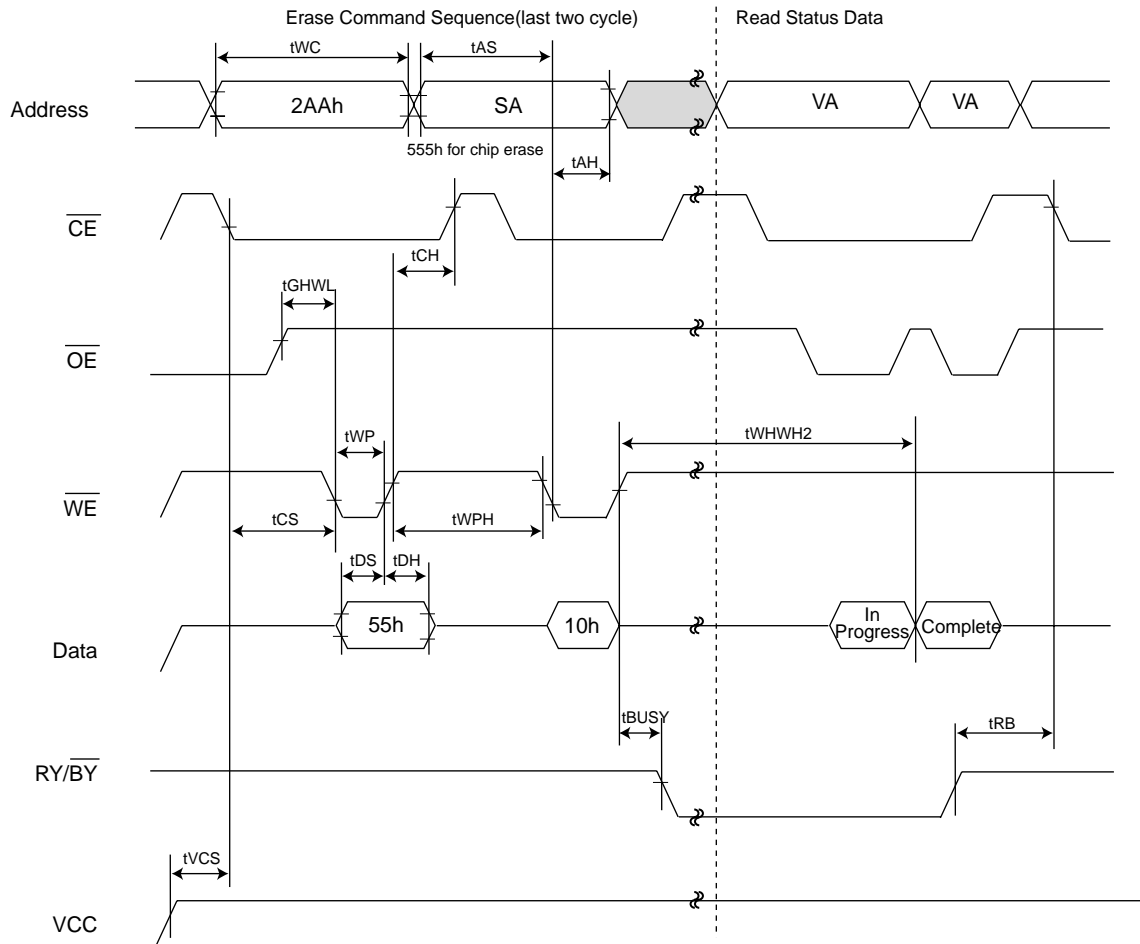 Erase Command Sequence(last two cycle)
Read Status Data
tWC
tAS
Address
2AAh
SA
VA
VA
555h for chip erase
tAH
CE
tCH
tGHWL
OE
tWP
tWHWH2
WE
tCS
tWPH
tDS
tDH
55h
10h
In
Progress
Complete
Data
tBUSY
tRB
RY/BY
tVCS
VCC